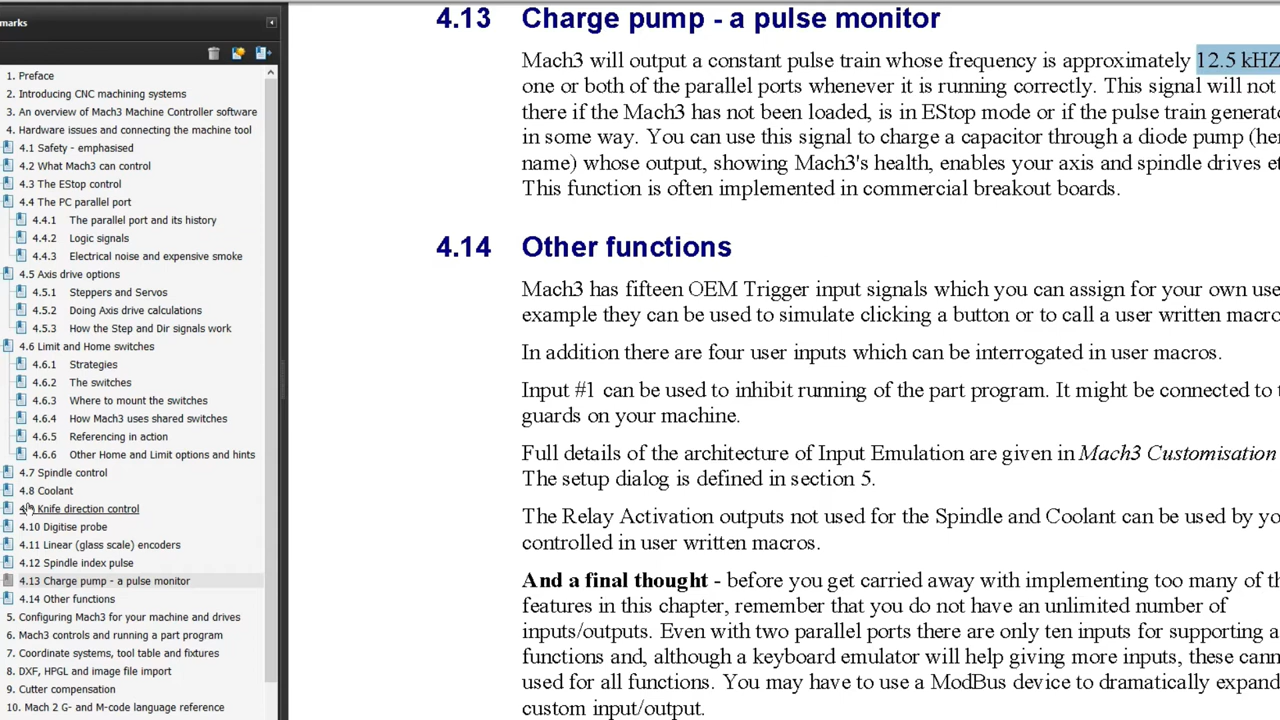 marks
1. Preface
2. Introducing CNC machining systems
3. An overview of Mach3 Machine Controller software
4. Hardware issues and connecting the machine tool
4.1 Safety - emphasised
4.2 What Mach3 can control
4.3 The EStop control
4.4 The PC parallel port
4.4.1 The parallel port and its history
4.4.2 Logic signals
4.4.3 Electrical noise and expensive smoke
4.5 Axis drive options
4.5.1 Steppers and Servos
4.5.2 Doing Axis drive calculations
4.5.3 How the Step and Dir signals work
4.6 Limit and Home switches
4.6.1 Strategies
4.6.2 The switches
4.6.3 Where to mount the switches
4.6.4 How Mach3 uses shared switches
4.6.5 Referencing in action
4.6.6 Other Home and Limit options and hints
4.7 Spindle control
4.8 Coolant
Knife direction control
4.10 Digitise probe
4.11 Linear (glass scale) encoders
4.12 Spindle index pulse
4.13 Charge pump - a pulse monitor
4.14 Other functions
5. Configuring Mach3 for your machine and drives
6. Mach3 controls and running a part program
7. Coordinate systems, tool table and fixtures
8. DXF, HPGL and image file import
9. Cutter compensation
10. Mach 2 G- and M-code language reference
4.13 Charge pump - a pulse monitor
Mach3 will output a constant pulse train whose frequency is approximately 12.5 kHZ
one or both of the parallel ports whenever it is running correctly. This signal will not
there if the Mach3 has not been loaded, is in EStop mode or if the pulse train generato
in some way. You can use this signal to charge a capacitor through a diode pump (hen
name) whose output, showing Mach3's health, enables your axis and spindle drives et
This function is often implemented in commercial breakout boards.
4.14 Other functions
Mach3 has fifteen OEM Trigger input signals which you can assign for your own use
example they can be used to simulate clicking a button or to call a user written macro
In addition there are four user inputs which can be interrogated in user macros.
Input #1 can be used to inhibit running of the part program. It might be connected to t
guards on your machine.
Full details of the architecture of Input Emulation are given in Mach3 Customisation
The setup dialog is defined in section 5.
The Relay Activation outputs not used for the Spindle and Coolant can be used by yo
controlled in user written macros.
And a final thought - before you get carried away with implementing too many of th
features in this chapter, remember that you do not have an unlimited number of
inputs/outputs. Even with two parallel ports there are only ten inputs for supporting a
functions and, although a keyboard emulator will help giving more inputs, these cann
used for all functions. You may have to use a ModBus device to dramatically expand
custom input/output.